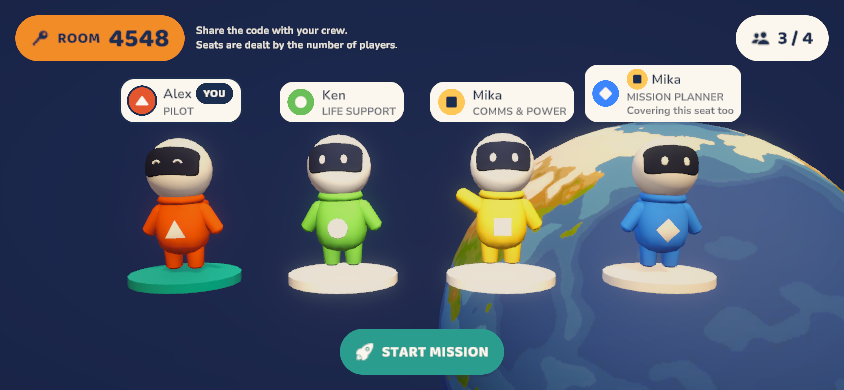 ROOM 4548
Share the code with your crew.
Seats are dealt by the number of players.
3 / 4
Alex YOU
PILOT
Ken
LIFE SUPPORT
Mika
COMMS & POWER
Mika
MISSION PLANNER
Covering this seat too
START MISSION